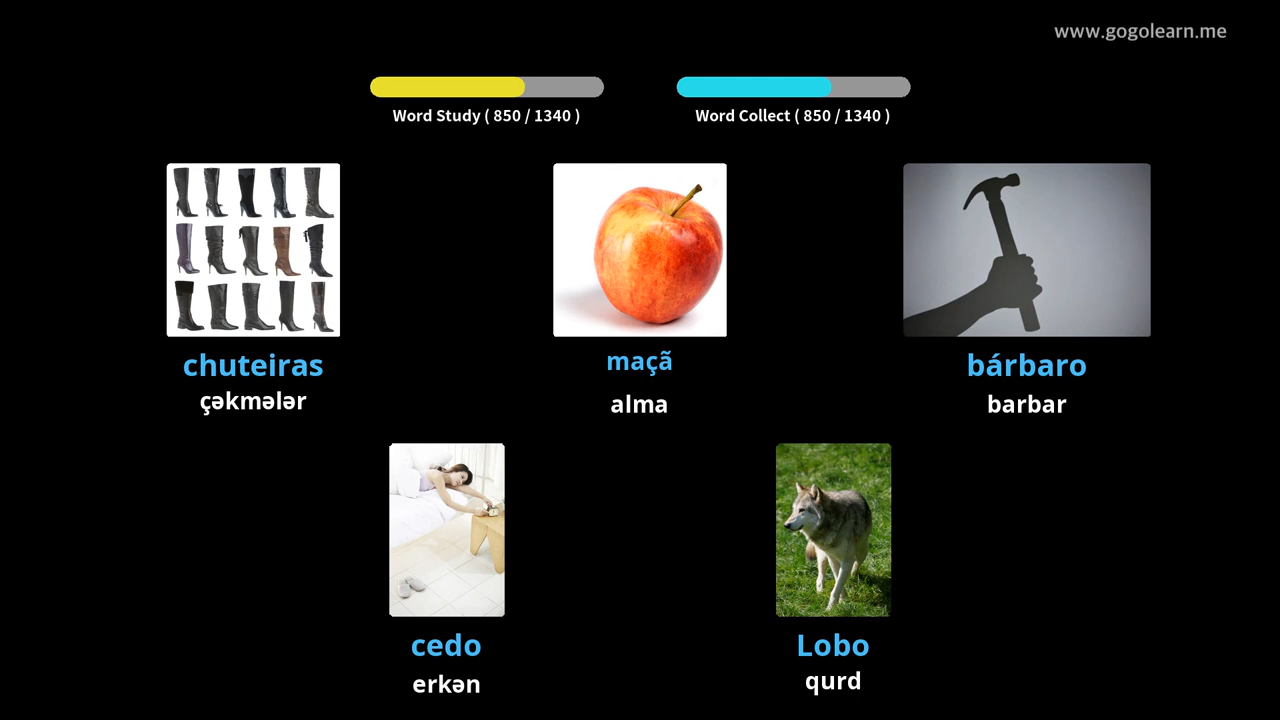 www.gogolearn.me
Word Study ( 850 / 1340 )
Word Collect ( 850 / 1340 )
chuteiras
çəkmələr
maçã
alma
bárbaro
barbar
cedo
erkən
Lobo
qurd